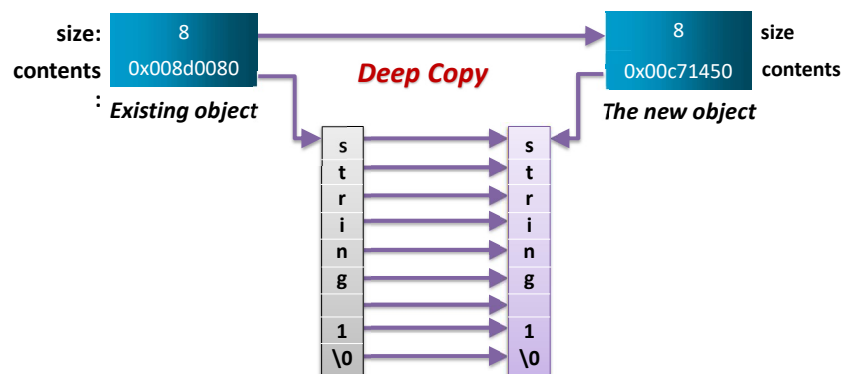 size: 8 8 size
contents 0x008d0080 Deep Copy 0x00c71450 contents
: Existing object The new object
s s
t t
r r
i i
n n
g g
1 1
\0 \0